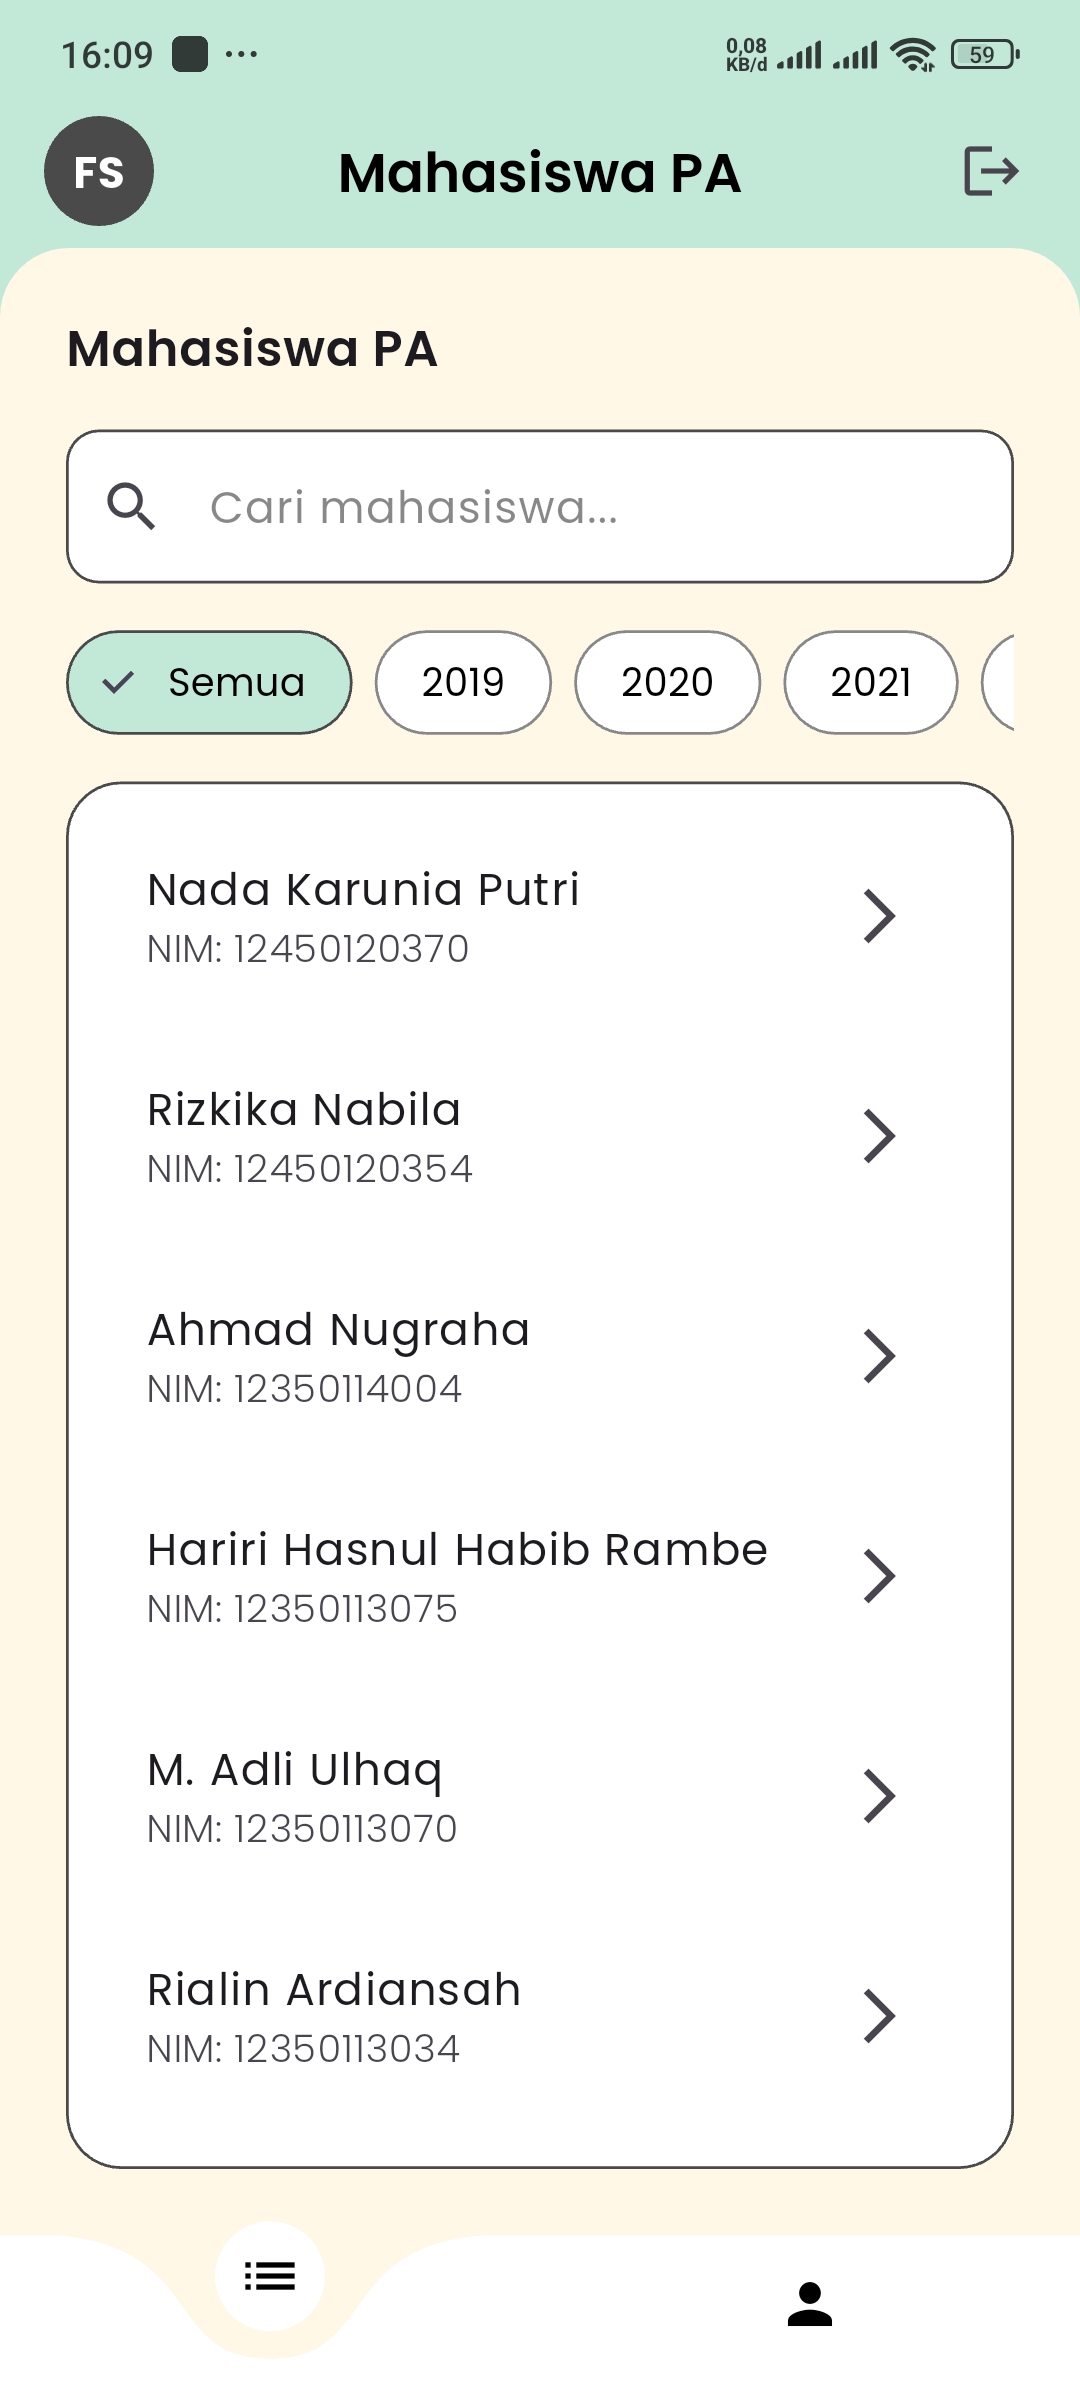 16:09
0,08
KB/d
59
FS
Mahasiswa PA
Mahasiswa PA
Cari mahasiswa...
Semua
2019
2020
2021
Nada Karunia Putri
NIM: 12450120370
Rizkika Nabila
NIM: 12450120354
Ahmad Nugraha
NIM: 12350114004
Hariri Hasnul Habib Rambe
NIM: 12350113075
M. Adli Ulhaq
NIM: 12350113070
Rialin Ardiansah
NIM: 12350113034